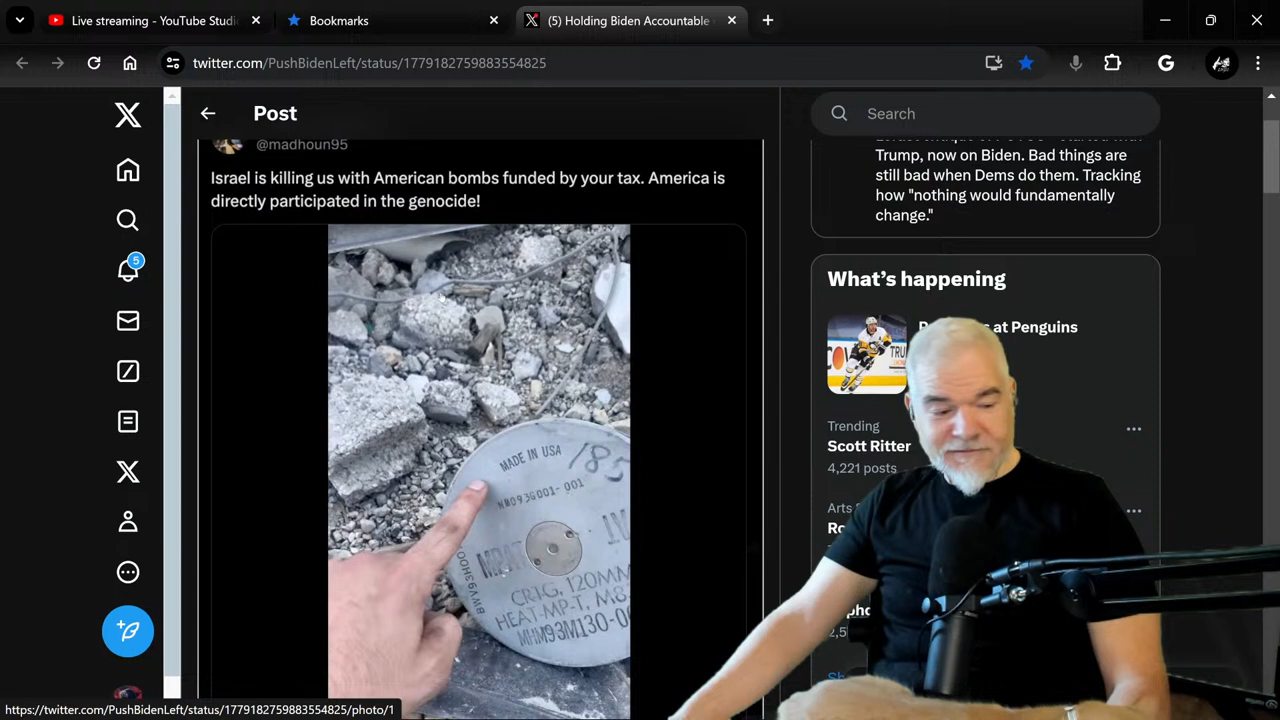 Live streaming - YouTube Studi
Bookmarks
(5) Holding Biden Accountable
twitter.com/PushBidenLeft/status/1779182759883554825
Post
Search
@madhoun95
Israel is killing us with American bombs funded by your tax. America is
directly participated in the genocide!
Trump, now on Biden. Bad things are
still bad when Dems do them. Tracking
how "nothing would fundamentally
change."
What's happening
at Penguins
Trending
Scott Ritter
4,221 posts
5
MADE IN USA
185
001
CRTG, 120MM
HEAT-MP-T, M8
https://twitter.com/PushBidenLeft/status/1779182759883554825/photo/1